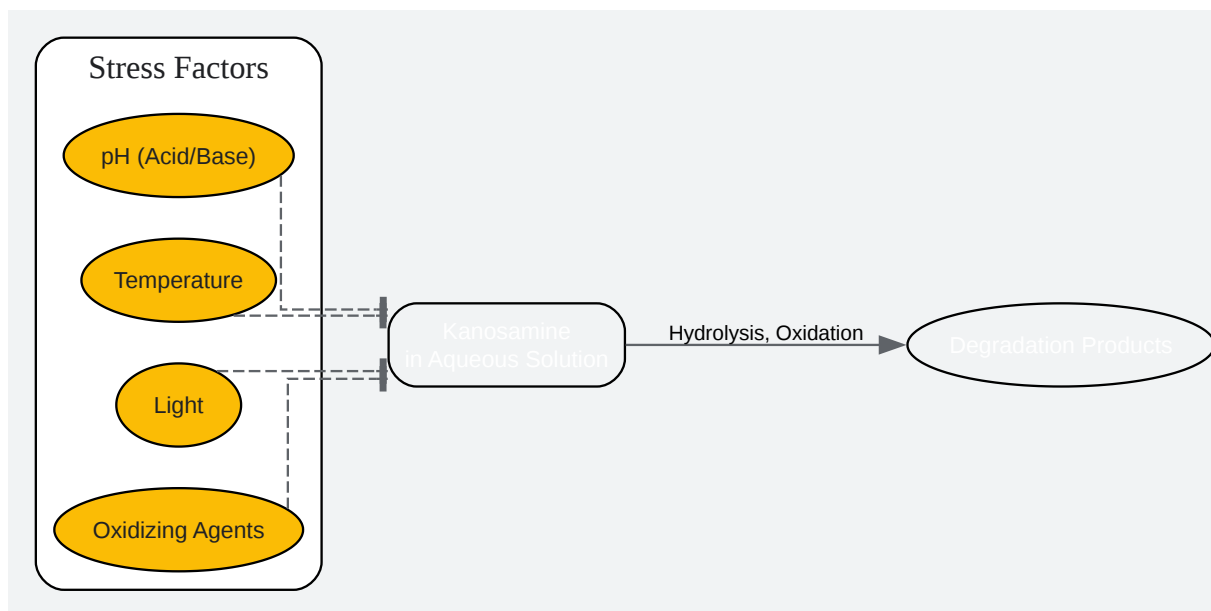 Stress Factors
pH (Acid/Base)
Temperature
Light
Oxidizing Agents
Kanosamine
in Aqueous Solution
Hydrolysis, Oxidation
Degradation Products